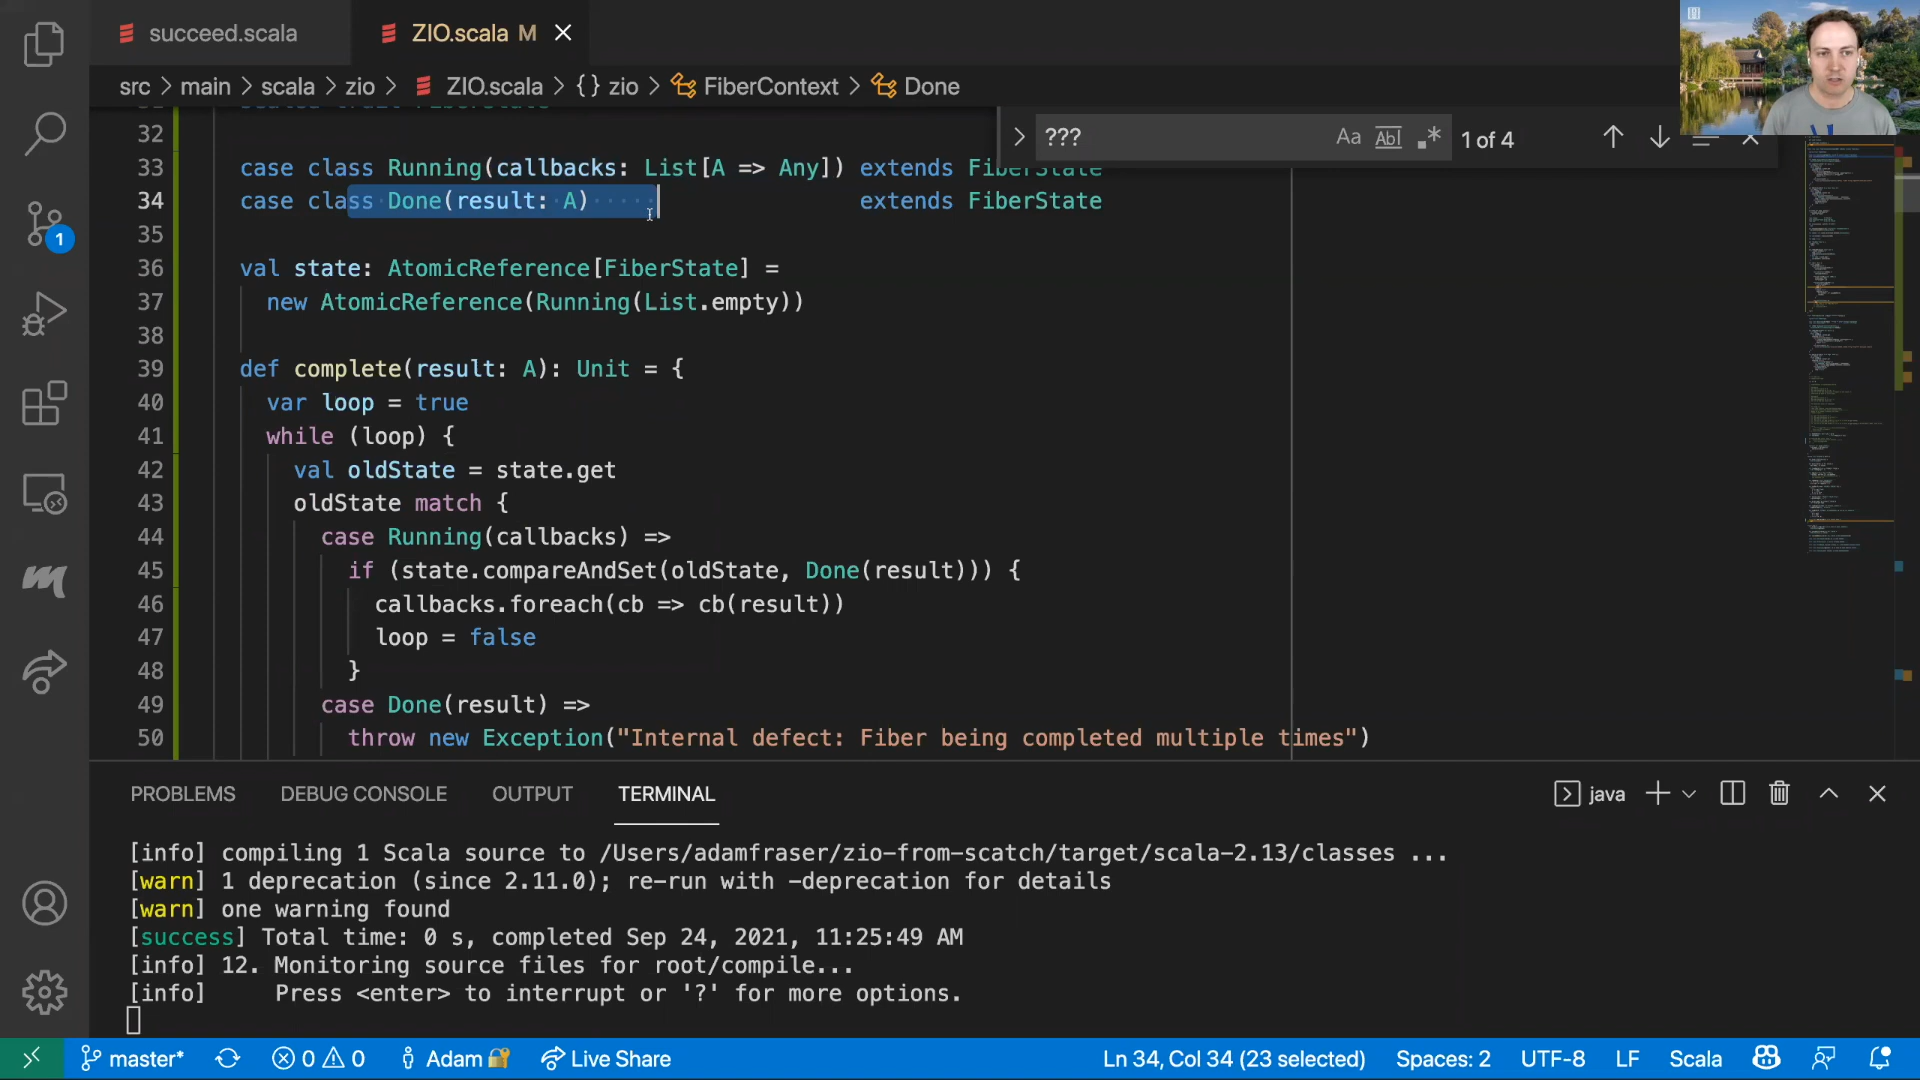 succeed.scala
ZIO.scala M
src > main > scala > zio > ZIO.scala > {} zio > FiberContext > Done
??? Aa Abl .* 1 of 4
32
33 case class Running(callbacks: List[A => Any]) extends FiberState
34 case class Done(result: A) extends FiberState
35
36 val state: AtomicReference[FiberState] =
37 new AtomicReference(Running(List.empty))
38
39 def complete(result: A): Unit = {
40 var loop = true
41 while (loop) {
42 val oldState = state.get
43 oldState match {
44 case Running(callbacks) =>
45 if (state.compareAndSet(oldState, Done(result))) {
46 callbacks.foreach(cb => cb(result))
47 loop = false
48 }
49 case Done(result) =>
50 throw new Exception("Internal defect: Fiber being completed multiple times")
1
PROBLEMS DEBUG CONSOLE OUTPUT TERMINAL java
[info] compiling 1 Scala source to /Users/adamfraser/zio-from-scatch/target/scala-2.13/classes ...
[warn] 1 deprecation (since 2.11.0); re-run with -deprecation for details
[warn] one warning found
[success] Total time: 0 s, completed Sep 24, 2021, 11:25:49 AM
[info] 12. Monitoring source files for root/compile...
[info] Press <enter> to interrupt or '?' for more options.
master* 0 0 Adam Live Share Ln 34, Col 34 (23 selected) Spaces: 2 UTF-8 LF Scala